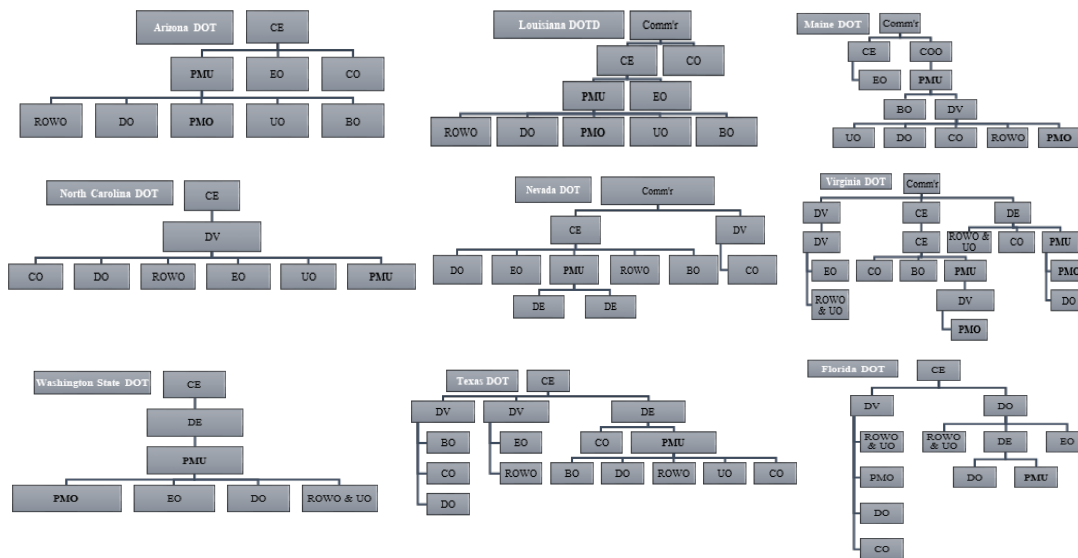 Arizona DOT
CE
PMU
EO
CO
ROWO
DO
PMO
UO
BO
Louisiana DOTD
Comm'r
CE
CO
PMU
EO
ROWO
DO
PMO
UO
BO
Maine DOT
Comm'r
CE
COO
EO
PMU
BO
DV
UO
DO
CO
ROWO
PMO
North Carolina DOT
CE
DV
CO
DO
ROWO
EO
UO
PMU
Nevada DOT
Comm'r
CE
DV
DO
EO
PMU
ROWO
BO
CO
DE
DE
Virginia DOT
Comm'r
DV
CE
DE
DV
CE
ROWO &
UO
CO
PMU
EO
CO
BO
PMU
PMO
ROWO
& UO
DV
DO
PMO
Washington State DOT
CE
DE
PMU
PMO
EO
DO
ROWO & UO
Texas DOT
CE
DV
DV
DE
BO
EO
CO
PMU
CO
ROWO
BO
DO
ROWO
UO
CO
DO
Florida DOT
CE
DV
DO
ROWO
& UO
ROWO
& UO
DE
EO
PMO
DO
PMU
DO
CO